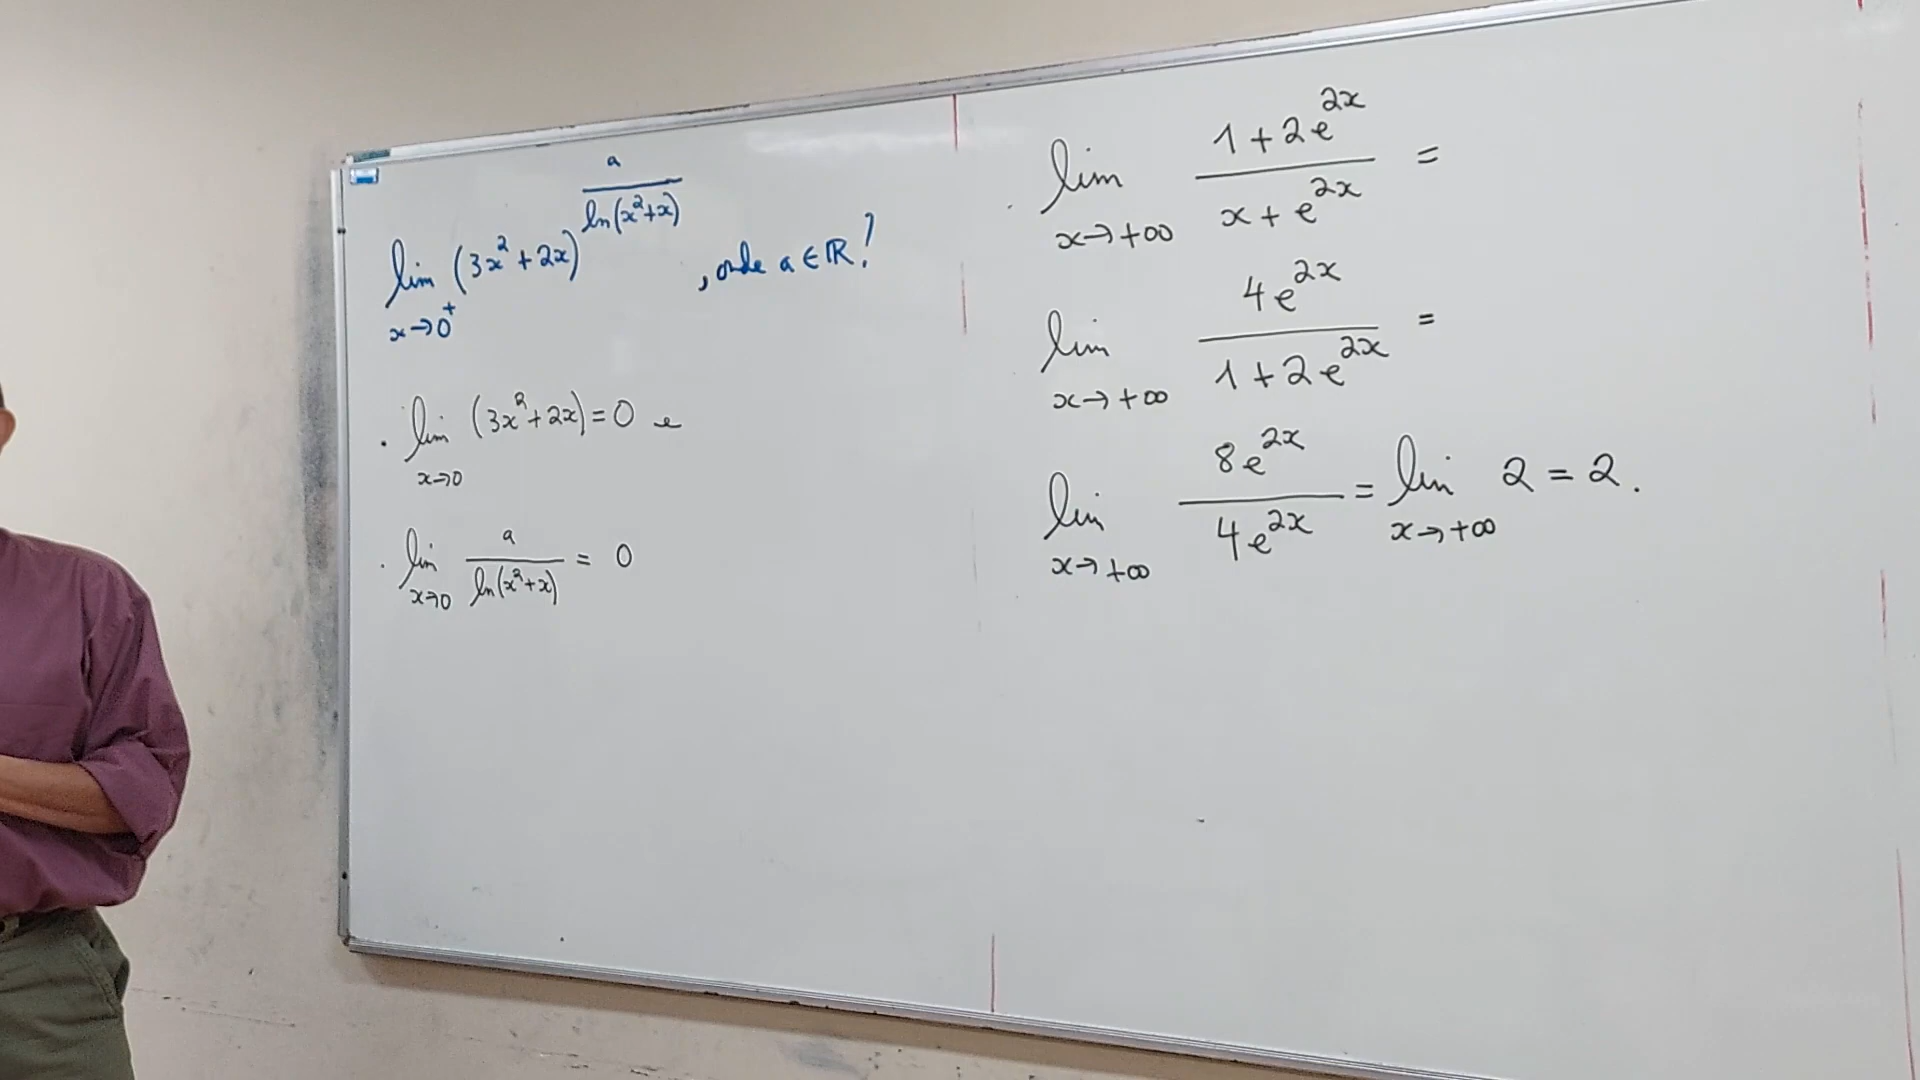 lim x→0⁺ (3x² + 2x)^(a / ln(x²+x)) , onde a ∈ ℝ?
. lim x→0 (3x² + 2x) = 0 e
. lim x→0 a / ln(x²+x) = 0
lim x→+∞ (1 + 2e^(2x)) / (x + e^(2x)) =
lim x→+∞ 4e^(2x) / (1 + 2e^(2x)) =
lim x→+∞ 8e^(2x) / 4e^(2x) = lim x→+∞ 2 = 2.